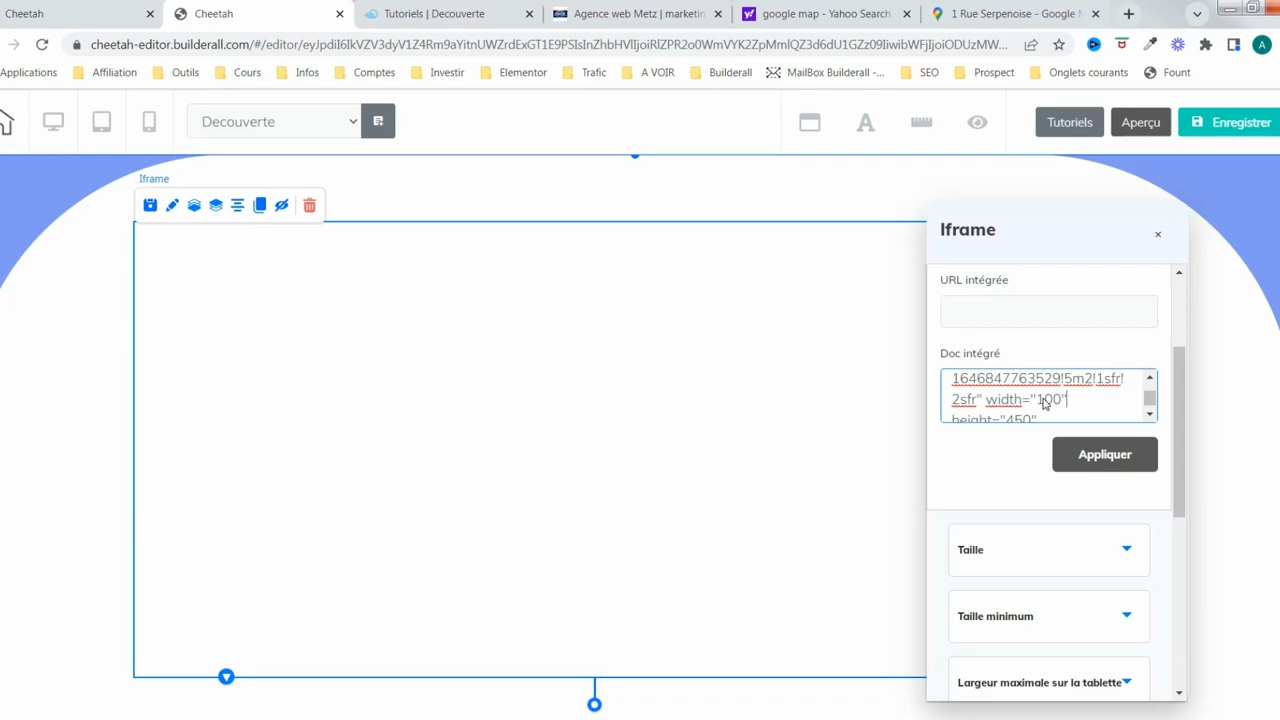 Cheetah
Cheetah
Tutoriels | Decouverte
Agence web Metz | marketin
google map - Yahoo Search
1 Rue Serpenoise - Google M
cheetah-editor.builderall.com/#/editor/eyJpdiI6IkVZV3dyV1Z4Rm9aYitnUWZrdExGT1E9PSIsInZhbHVlIjoiRlZPR2o0WmVYK2ZpMmlQZ3d6dU1GZz09IiwibWFjIjoiODUzMW...
A
Applications
Affiliation
Outils
Cours
Infos
Comptes
Investir
Elementor
Trafic
A VOIR
Builderall
MailBox Builderall -...
SEO
Prospect
Onglets courants
Fount
Decouverte
Tutoriels
Aperçu
Enregistrer
Iframe
Iframe
URL intégrée
Doc intégré
1646847763529!5m2!1sfr!
2sfr" width="100"
height="450"
Appliquer
Taille
Taille minimum
Largeur maximale sur la tablette